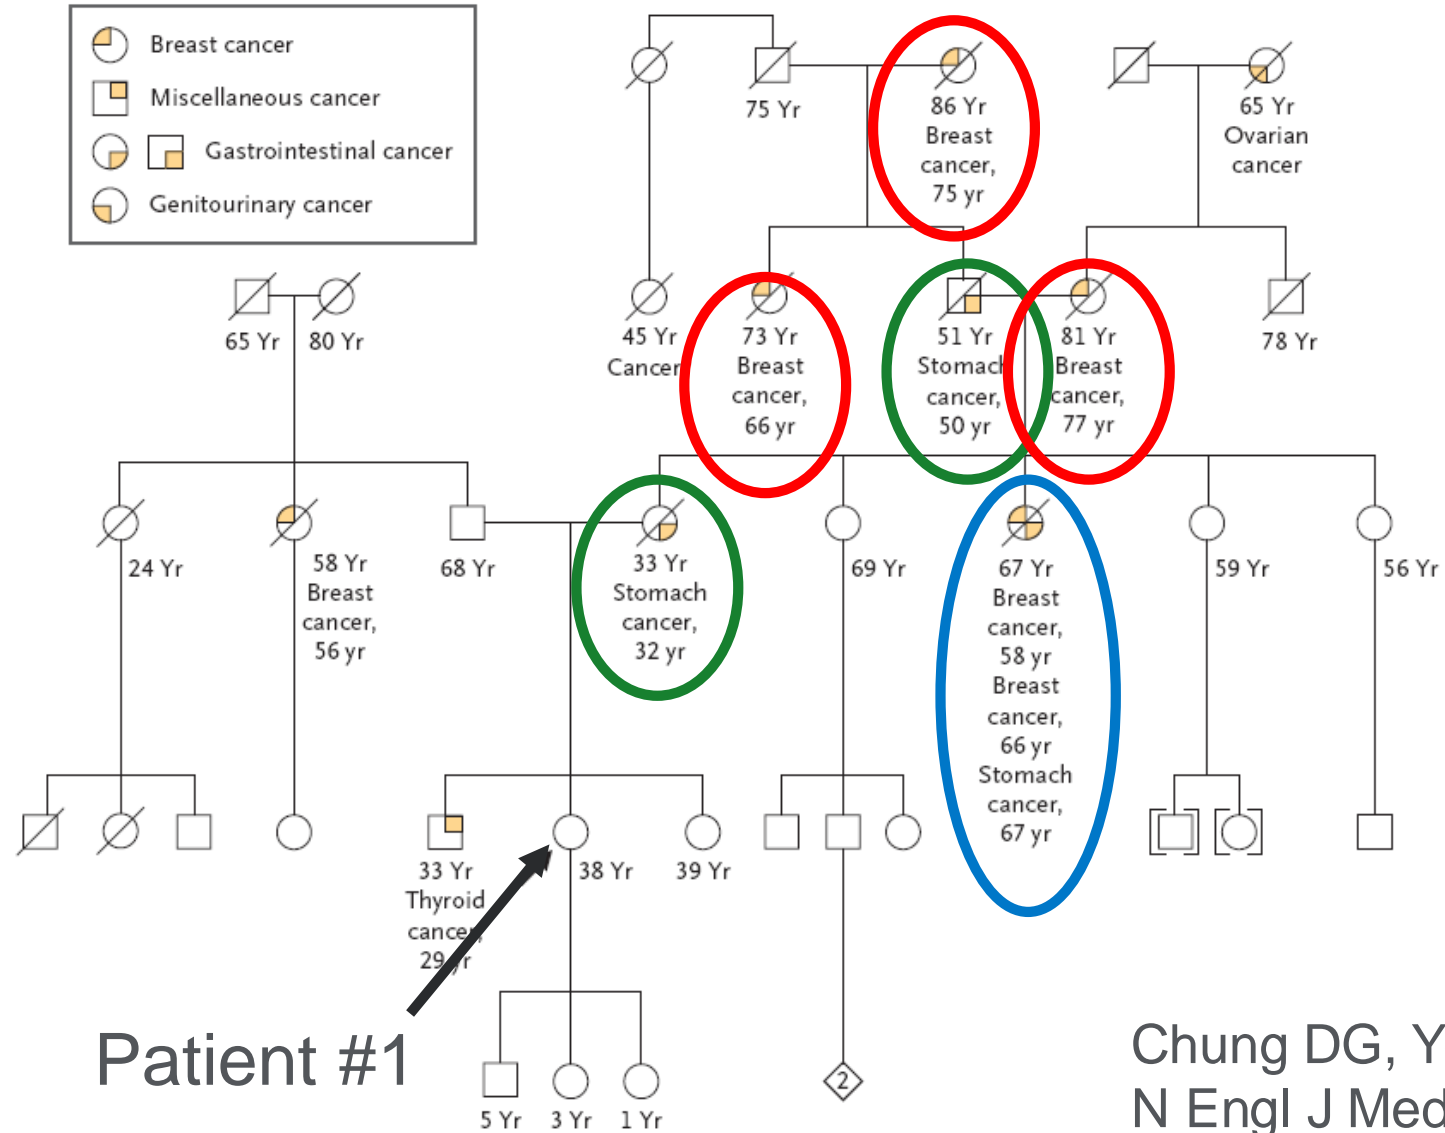 Breast cancer
Miscellaneous cancer
Gastrointestinal cancer
Genitourinary cancer
75 Yr
86 Yr
Breast
cancer,
75 yr
65 Yr
Ovarian
cancer
65 Yr
80 Yr
45 Yr
Cancer
73 Yr
Breast
cancer,
66 yr
51 Yr
Stomach
cancer,
50 yr
81 Yr
Breast
cancer,
77 yr
78 Yr
24 Yr
58 Yr
Breast
cancer,
56 yr
68 Yr
33 Yr
Stomach
cancer,
32 yr
69 Yr
67 Yr
Breast
cancer,
58 yr
Breast
cancer,
66 yr
Stomach
cancer,
67 yr
59 Yr
56 Yr
33 Yr
Thyroid
cancer,
29 yr
38 Yr
39 Yr
Patient #1
5 Yr
3 Yr
1 Yr
2
Chung DG, Y
N Engl J Med